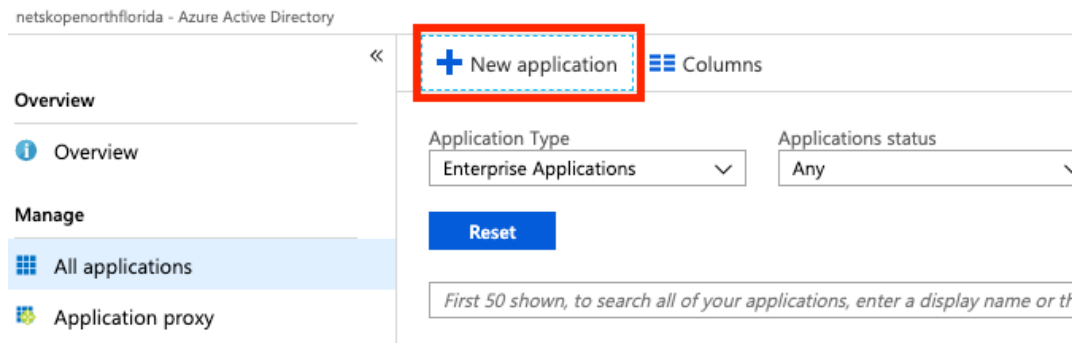 netskopenorthflorida - Azure Active Directory
«
New application
Columns
Overview
Overview
Application Type
Applications status
Enterprise Applications
Any
Manage
Reset
All applications
First 50 shown, to search all of your applications, enter a display name or th
Application proxy